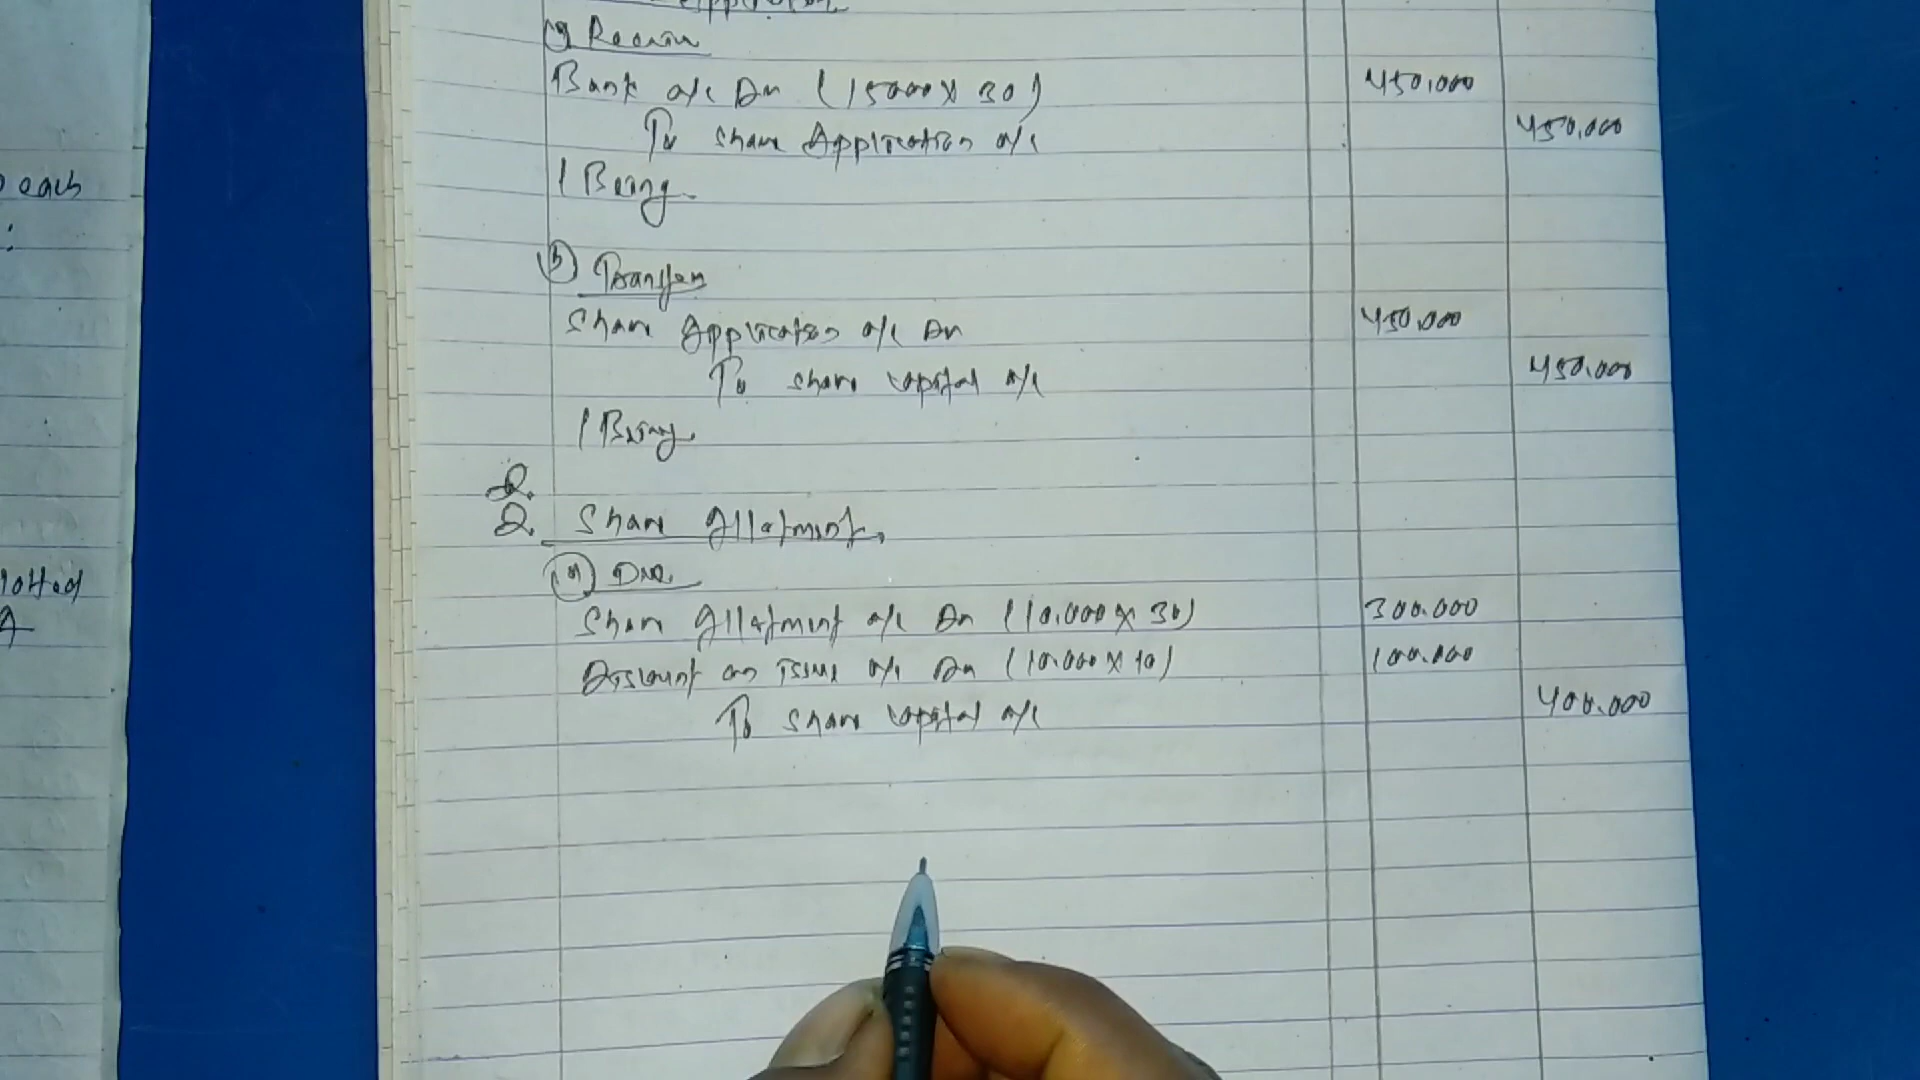 each
:
lotted
Bank a/c Dr (15000 X 30) 450,000
To Share Application a/c 450,000
(Being
(b) Transfer
Share Application a/c Dr 450,000
To share capital a/c 450,000
(Being
2.
2. Share Allotment
(a) Due
Share Allotment a/c Dr (10,000 X 30) 300.000
Discount on issue a/c Dr (10.000 X 10) 100.000
To share capital a/c 400.000